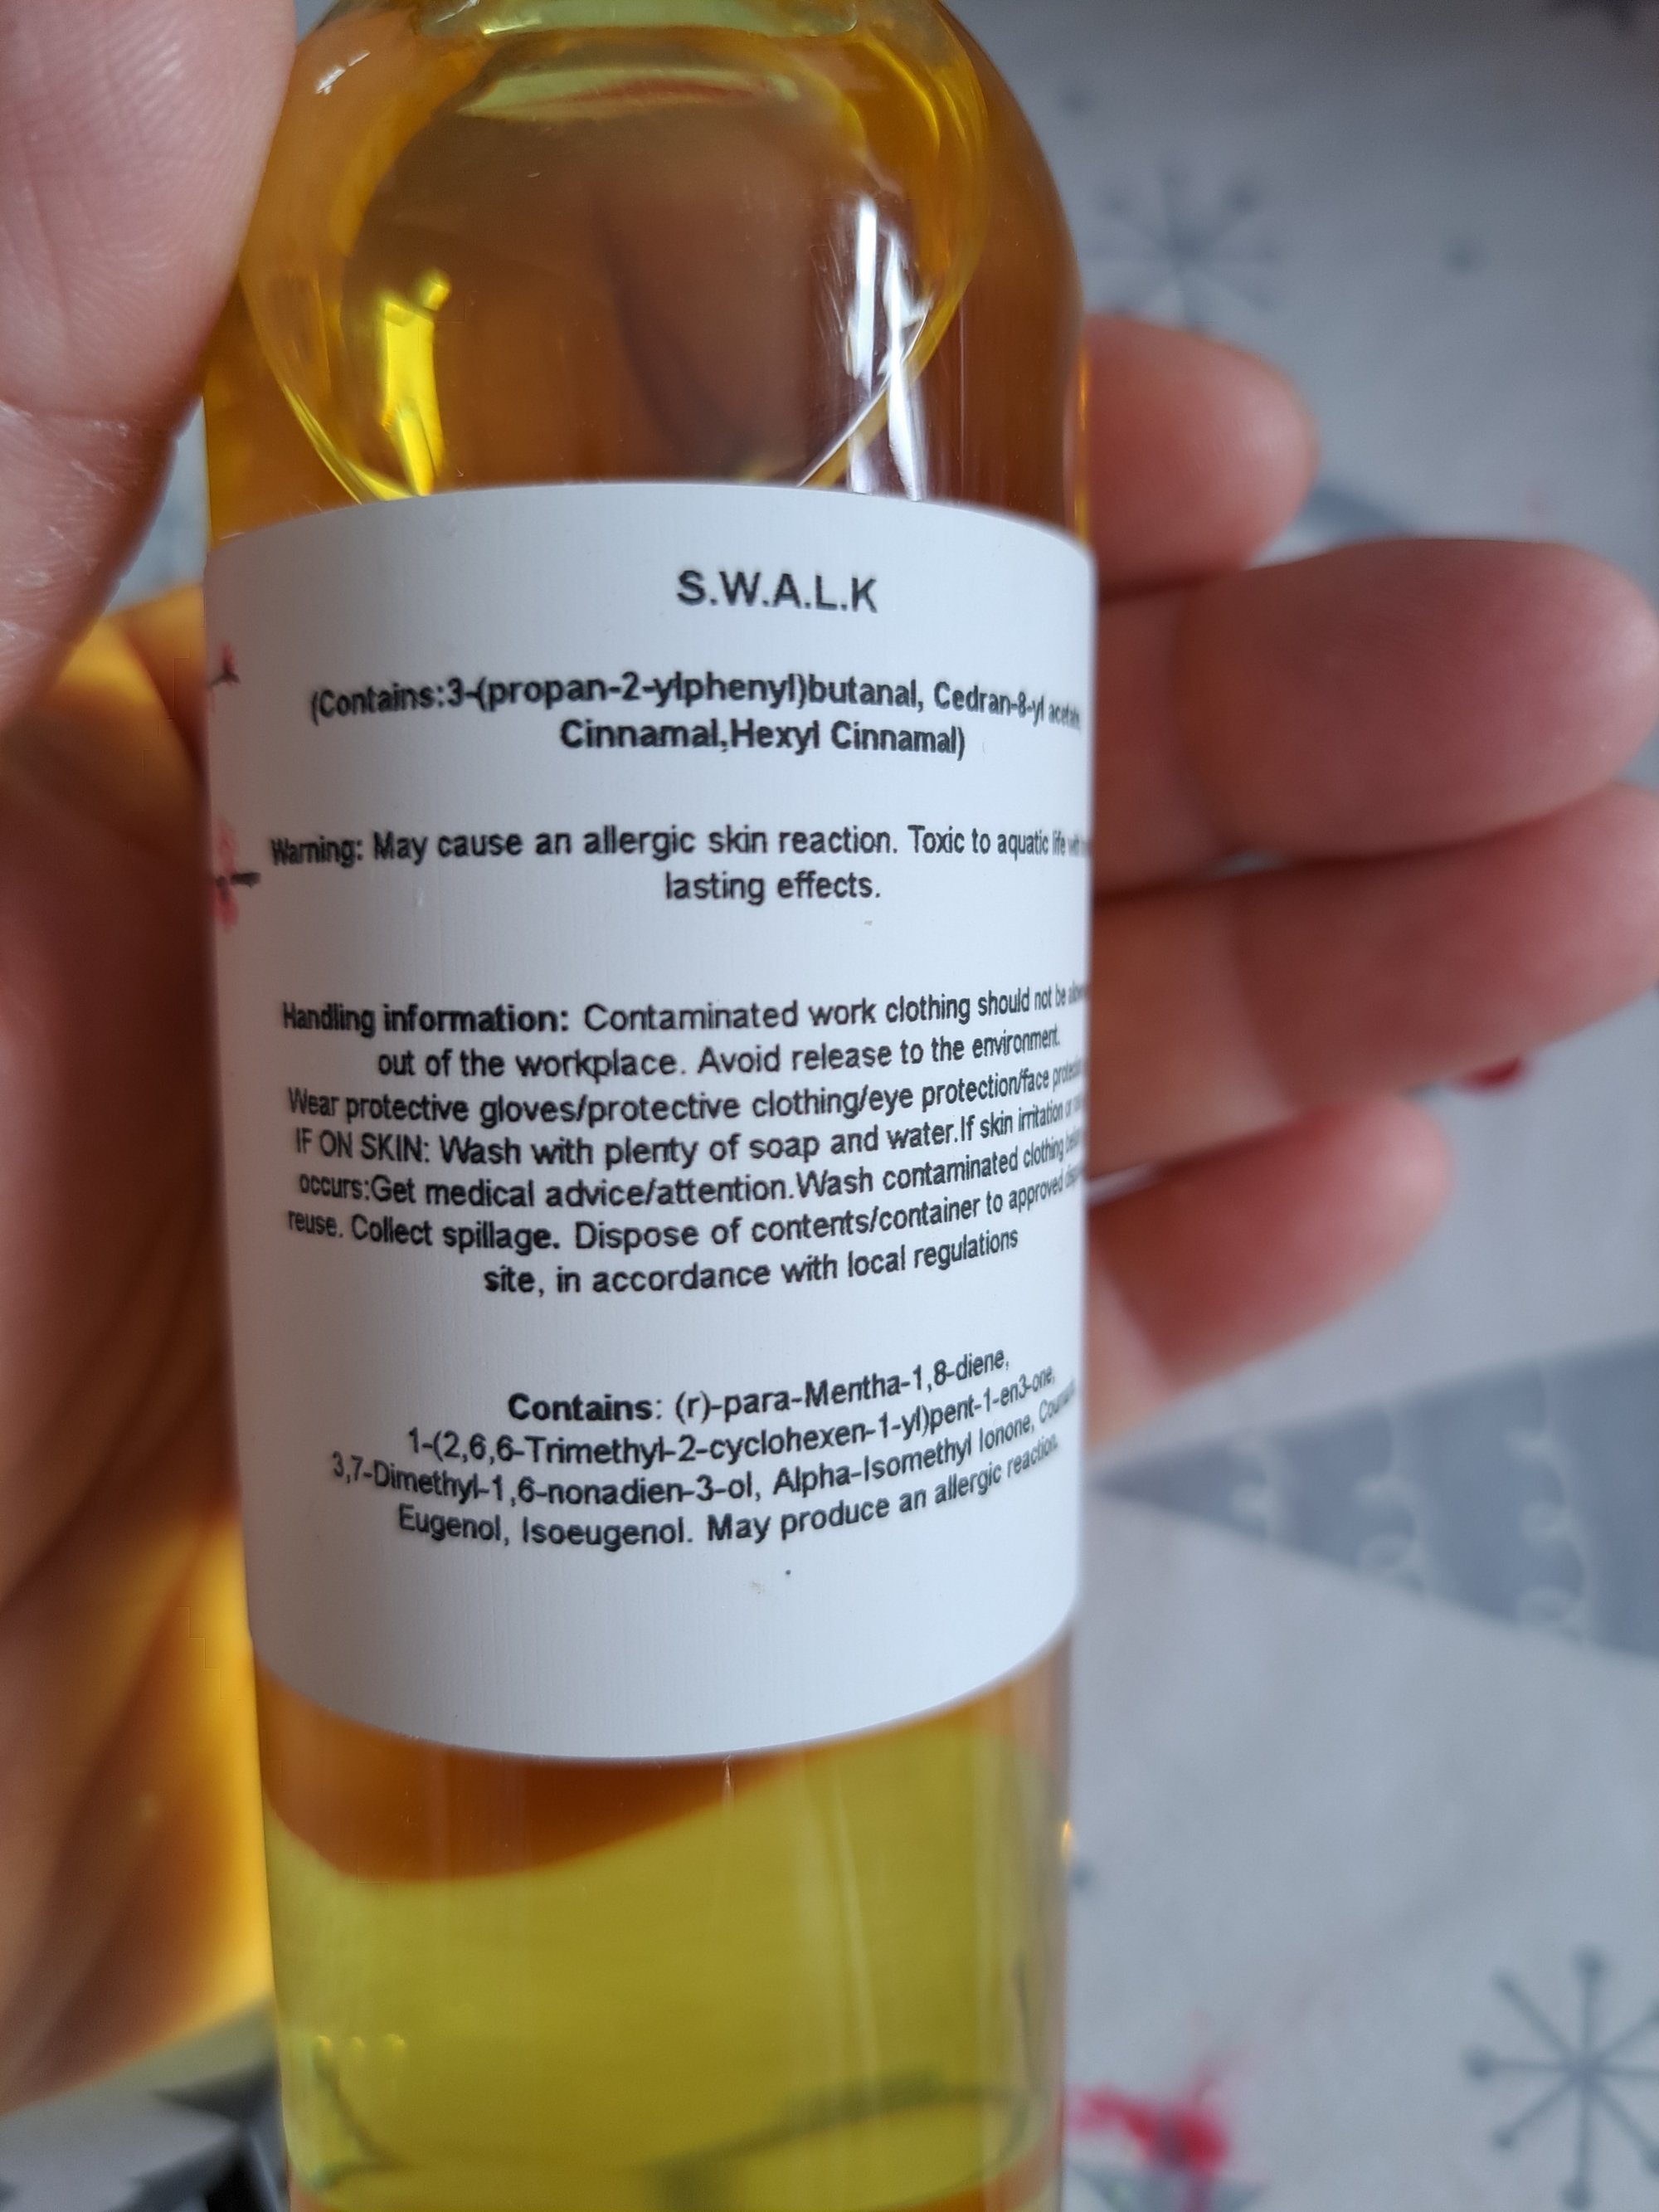 S.W.A.L.K
(Contains:3-(propan-2-ylphenyl)butanal, Cedran-8-yl acetate,
Cinnamal,Hexyl Cinnamal)
Warning: May cause an allergic skin reaction. Toxic to aquatic life with
lasting effects.
Handling information: Contaminated work clothing should not be
out of the workplace. Avoid release to the environment.
Wear protective gloves/protective clothing/eye protection/face protection
IF ON SKIN: Wash with plenty of soap and water.If skin irritation or
occurs:Get medical advice/attention.Wash contaminated clothing before
reuse. Collect spillage. Dispose of contents/container to approved
site, in accordance with local regulations
Contains: (r)-para-Mentha-1,8-diene,
1-(2,6,6-Trimethyl-2-cyclohexen-1-yl)pent-1-en3-one,
3,7-Dimethyl-1,6-nonadien-3-ol, Alpha-Isomethyl Ionone,
Eugenol, Isoeugenol. May produce an allergic reaction.